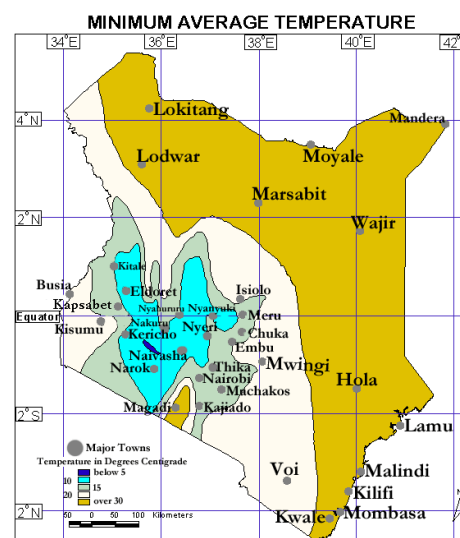 MINIMUM AVERAGE TEMPERATURE
34°E 36°E 38°E 40°E 42°
4°N
Lokitang
Mandera
Moyale
Lodwar
Marsabit
2°N
Wajir
Kitale
Busia
Eldoret
Isiolo
Kapsabet
Nyahururu
Nyanyuki
Meru
Equator
Kisumu
Nakuru
Kericho
Nyeri
Chuka
Embu
Naivasha
Mwingi
Narok
Thika
Nairobi
Machakos
Hola
Magadi
Kajiado
2°S
Lamu
Major Towns
Temperature in Degrees Centigrade
below 5
10
15
20
over 30
Voi
Malindi
Kilifi
2°N
Kwale
Mombasa
50 0 50 100 Kilometers